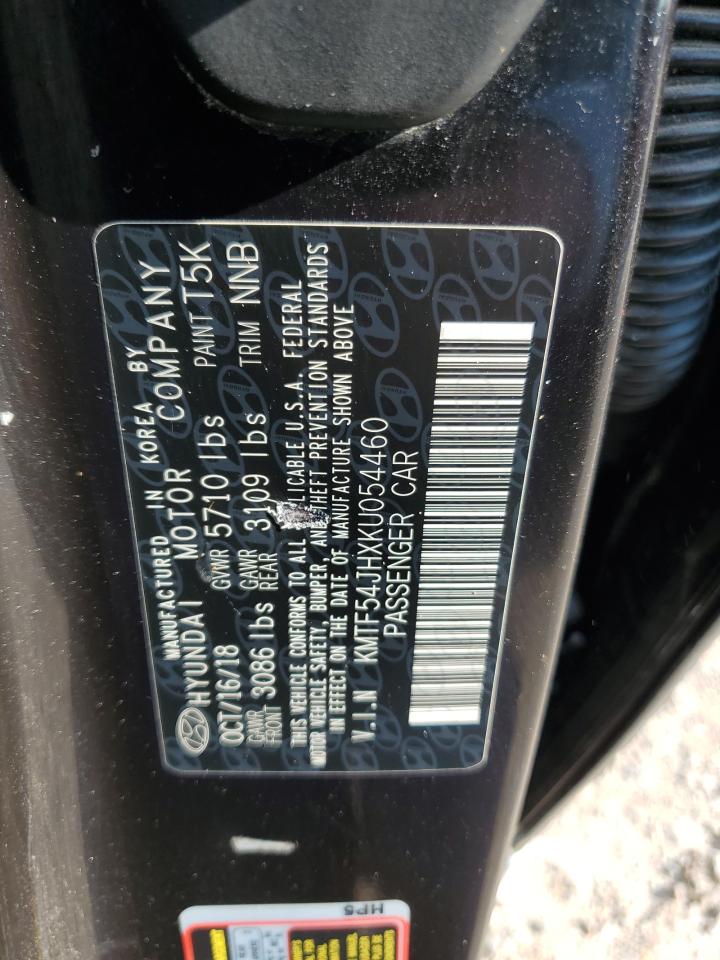 MANUFACTURED IN KOREA BY
HYUNDAI MOTOR COMPANY
OCT/16/18 GVWR 5710 lbs PAINT T5K
GAWR FRONT 3086 lbs GAWR REAR 3109 lbs TRIM NNB
THIS VEHICLE CONFORMS TO ALL U.S.A. FEDERAL
MOTOR VEHICLE SAFETY, BUMPER, AND THEFT PREVENTION STANDARDS
IN EFFECT ON THE DATE OF MANUFACTURE SHOWN ABOVE
V.I.N KMTF54JHXKU054460
PASSENGER CAR
HP5